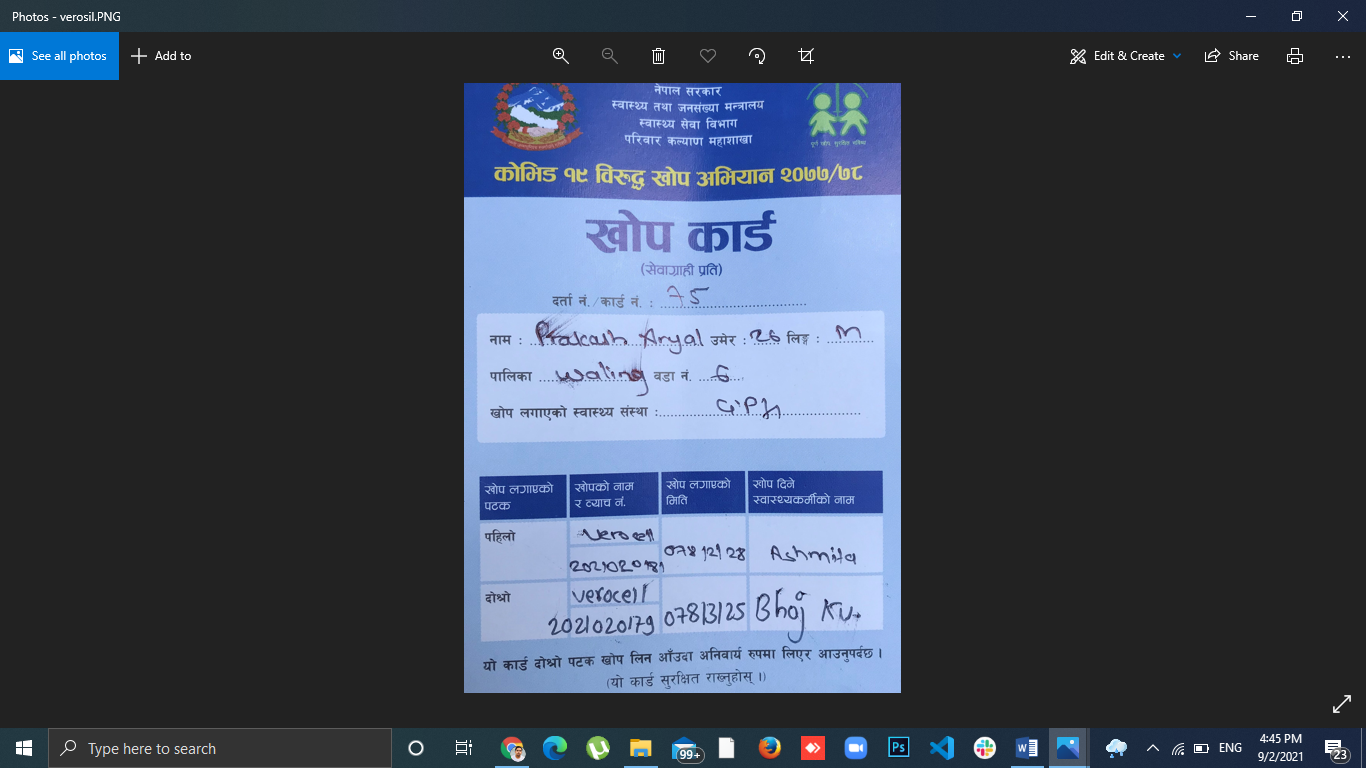 Photos - verosil.PNG
See all photos
Add to
Edit & Create
Share
नेपाल सरकार
स्वास्थ्य तथा जनसंख्या मन्त्रालय
स्वास्थ्य सेवा विभाग
परिवार कल्याण महाशाखा
पूर्ण खोप सुरक्षित भविष्य
कोभिड १९ विरुद्ध खोप अभियान २०७७/७८
खोप कार्ड
(सेवाग्राही प्रति)
दर्ता नं./कार्ड नं. : 75
नाम : Prakash Aryal उमेर : 26 लिङ्ग : M
पालिका Waling वडा नं. 6
खोप लगाएको स्वास्थ्य संस्था : GPH
खोप लगाएको पटक
खोपको नाम र व्याच नं.
खोप लगाएको मिति
खोप दिने स्वास्थ्यकर्मीको नाम
पहिलो
Verocell
078/2/28
Ashmita
दोश्रो
verocell
2021020179
078/3/25
Bhoj Ku.
यो कार्ड दोश्रो पटक खोप लिन आँउदा अनिवार्य रुपमा लिएर आउनुपर्दछ ।
(यो कार्ड सुरक्षित राख्नुहोस् ।)
Type here to search
99+
ENG
4:45 PM
9/2/2021
23